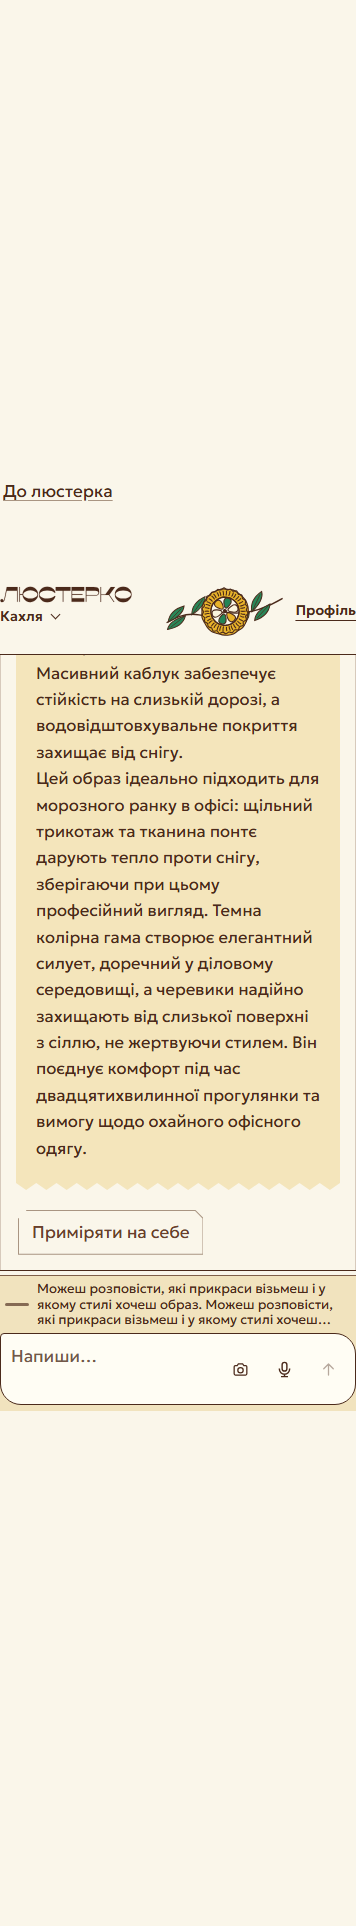 До люстерка
ЛЮСТЕРКО
Кахля
Профіль
Масивний каблук забезпечує
стійкість на слизькій дорозі, а
водовідштовхувальне покриття
захищає від снігу.
Цей образ ідеально підходить для
морозного ранку в офісі: щільний
трикотаж та тканина понтє
дарують тепло проти снігу,
зберігаючи при цьому
професійний вигляд. Темна
колірна гама створює елегантний
силует, доречний у діловому
середовищі, а черевики надійно
захищають від слизької поверхні
з сіллю, не жертвуючи стилем. Він
поєднує комфорт під час
двадцятихвилинної прогулянки та
вимогу щодо охайного офісного
одягу.
Приміряти на себе
Можеш розповісти, які прикраси візьмеш і у
якому стилі хочеш образ. Можеш розповісти,
які прикраси візьмеш і у якому стилі хочеш...
Напиши...